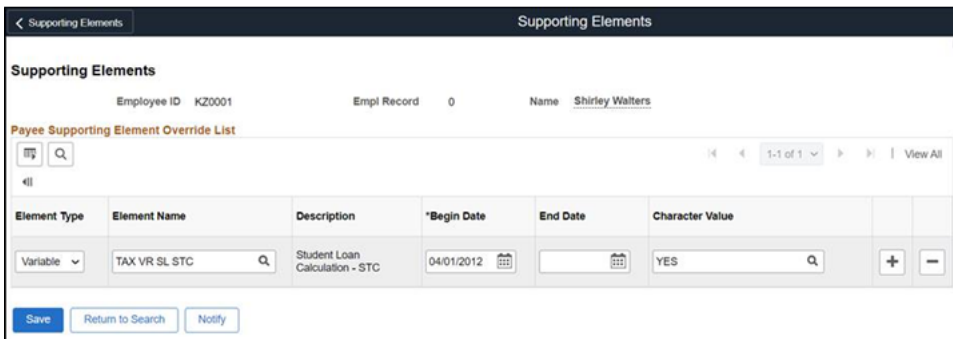 Supporting Elements
Supporting Elements
Supporting Elements
Employee ID KZ0001 Empl Record 0 Name Shirley Walters
Payee Supporting Element Override List
1-1 of 1 | View All
Element Type Element Name Description *Begin Date End Date Character Value
Variable TAX VR SL STC Student Loan 04/01/2012 YES
Calculation - STC
Save Return to Search Notify